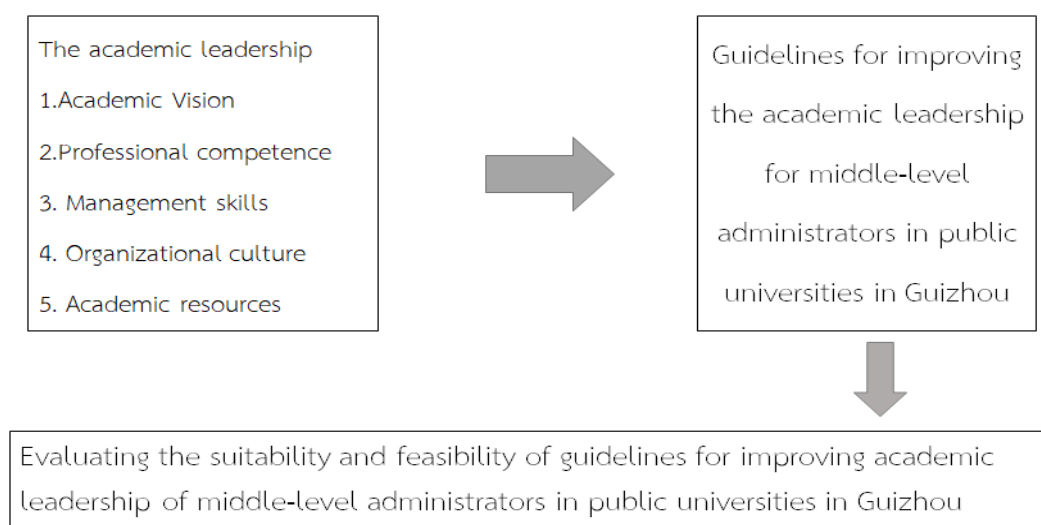 The academic leadership
1.Academic Vision
2.Professional competence
3. Management skills
4. Organizational culture
5. Academic resources
Guidelines for improving
the academic leadership
for middle-level
administrators in public
universities in Guizhou
Evaluating the suitability and feasibility of guidelines for improving academic
leadership of middle-level administrators in public universities in Guizhou